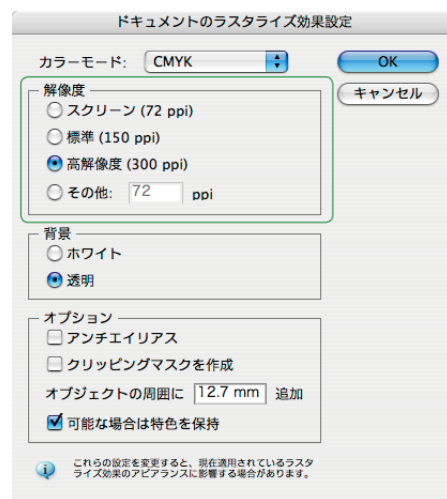 ドキュメントのラスタライズ効果設定
カラーモード: CMYK
OK
キャンセル
解像度
スクリーン (72 ppi)
標準 (150 ppi)
高解像度 (300 ppi)
その他: 72 ppi
背景
ホワイト
透明
オプション
アンチエイリアス
クリッピングマスクを作成
オブジェクトの周囲に 12.7 mm 追加
可能な場合は特色を保持
これらの設定を変更すると、現在適用されているラスタ
ライズ効果のアピアランスに影響する場合があります。